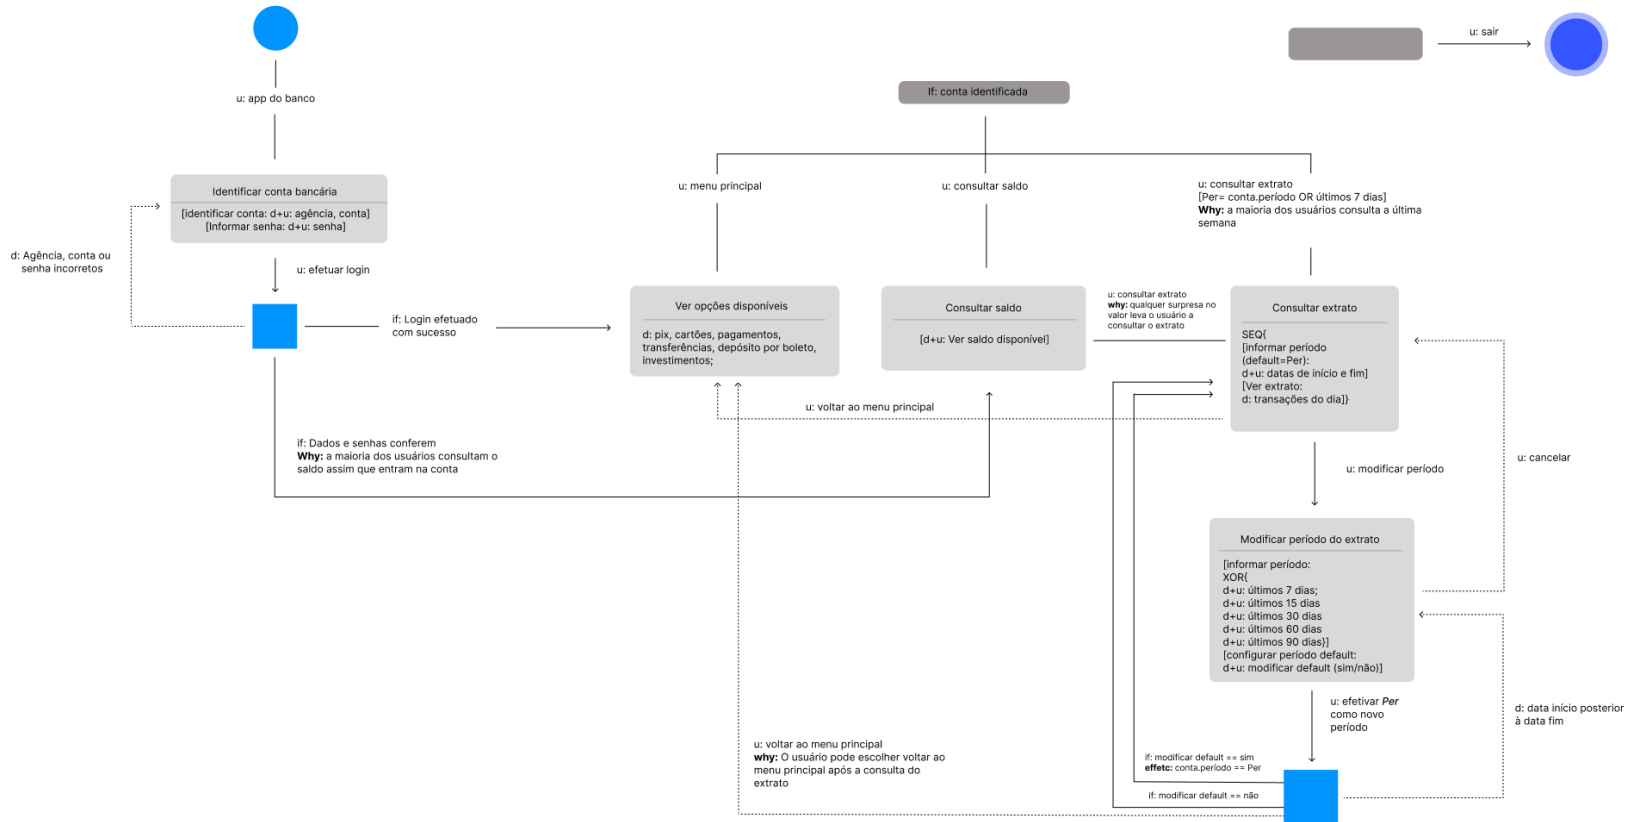 u: sair
If: conta identificada
u: app do banco
u: menu principal
u: consultar saldo
u: consultar extrato
[Per= conta.período OR últimos 7 dias]
Why: a maioria dos usuários consulta a última
semana
Identificar conta bancária
[identificar conta: d+u: agência, conta]
[Informar senha: d+u: senha]
d: Agência, conta ou
senha incorretos
u: efetuar login
if: Login efetuado
com sucesso
Ver opções disponíveis
d: pix, cartões, pagamentos,
transferências, depósito por boleto,
investimentos;
Consultar saldo
[d+u: Ver saldo disponível]
u: consultar extrato
why: qualquer surpresa no
valor leva o usuário a
consultar o extrato
Consultar extrato
SEQ{
[informar período
(default=Per):
d+u: datas de início e fim]
[Ver extrato:
d: transações do dia]}
u: voltar ao menu principal
if: Dados e senhas conferem
Why: a maioria dos usuários consultam o
saldo assim que entram na conta
u: modificar período
u: cancelar
Modificar período do extrato
[informar período:
XOR{
d+u: últimos 7 dias;
d+u: últimos 15 dias
d+u: últimos 30 dias
d+u: últimos 60 dias
d+u: últimos 90 dias}]
[configurar período default:
d+u: modificar default (sim/não)]
u: efetivar Per
como novo
período
d: data início posterior
à data fim
u: voltar ao menu principal
why: O usuário pode escolher voltar ao
menu principal após a consulta do
extrato
if: modificar default == sim
effetc: conta.período == Per
if: modificar default == não